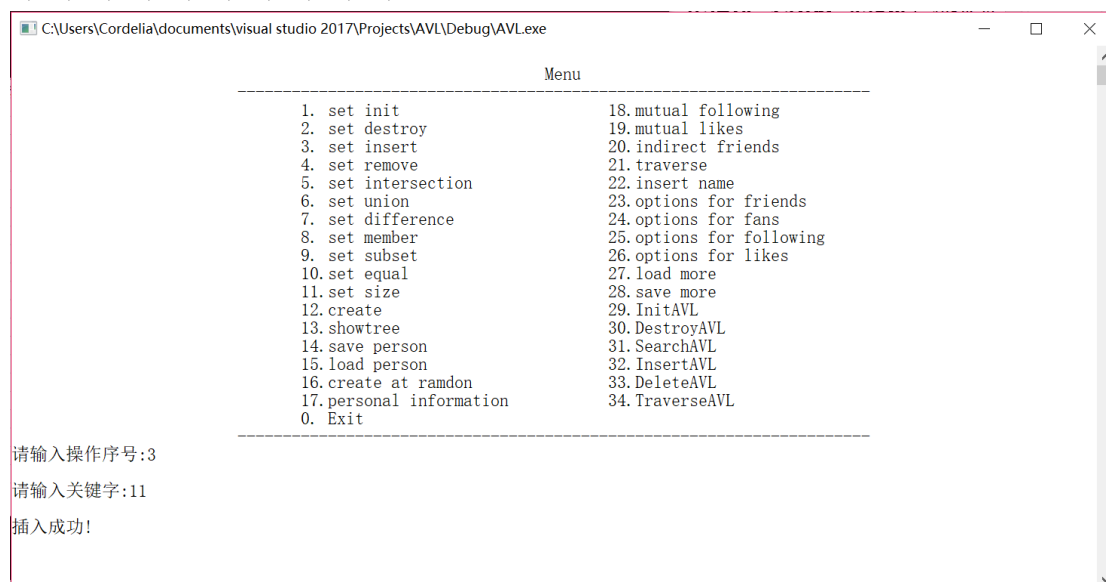 C:\Users\Cordelia\documents\visual studio 2017\Projects\AVL\Debug\AVL.exe
Menu
1. set init 18.mutual following
2. set destroy 19.mutual likes
3. set insert 20.indirect friends
4. set remove 21.traverse
5. set intersection 22.insert name
6. set union 23.options for friends
7. set difference 24.options for fans
8. set member 25.options for following
9. set subset 26.options for likes
10.set equal 27.load more
11.set size 28.save more
12.create 29.InitAVL
13.showtree 30.DestroyAVL
14.save person 31.SearchAVL
15.load person 32.InsertAVL
16.create at ramdon 33.DeleteAVL
17.personal information 34.TraverseAVL
0. Exit
请输入操作序号:3
请输入关键字:11
插入成功!